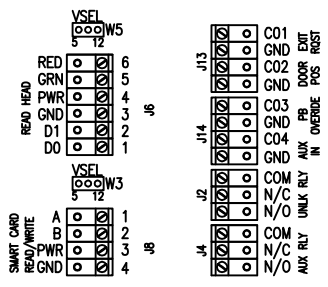 VSEL
W5
5 12
READ HEAD
RED 6
GRN 5
PWR 4
GND 3
D1 2
D0 1
J6
VSEL
W3
5 12
SMART CARD
READ/WRITE
A 1
B 2
PWR 3
GND 4
J8
J13
C01
GND
C02
GND
EXIT
RQST
DOOR
POS
J14
C03
GND
C04
GND
PB
OVERIDE
AUX
IN
J2
COM
N/C
N/O
UNLK RLY
J4
COM
N/C
N/O
AUX RLY